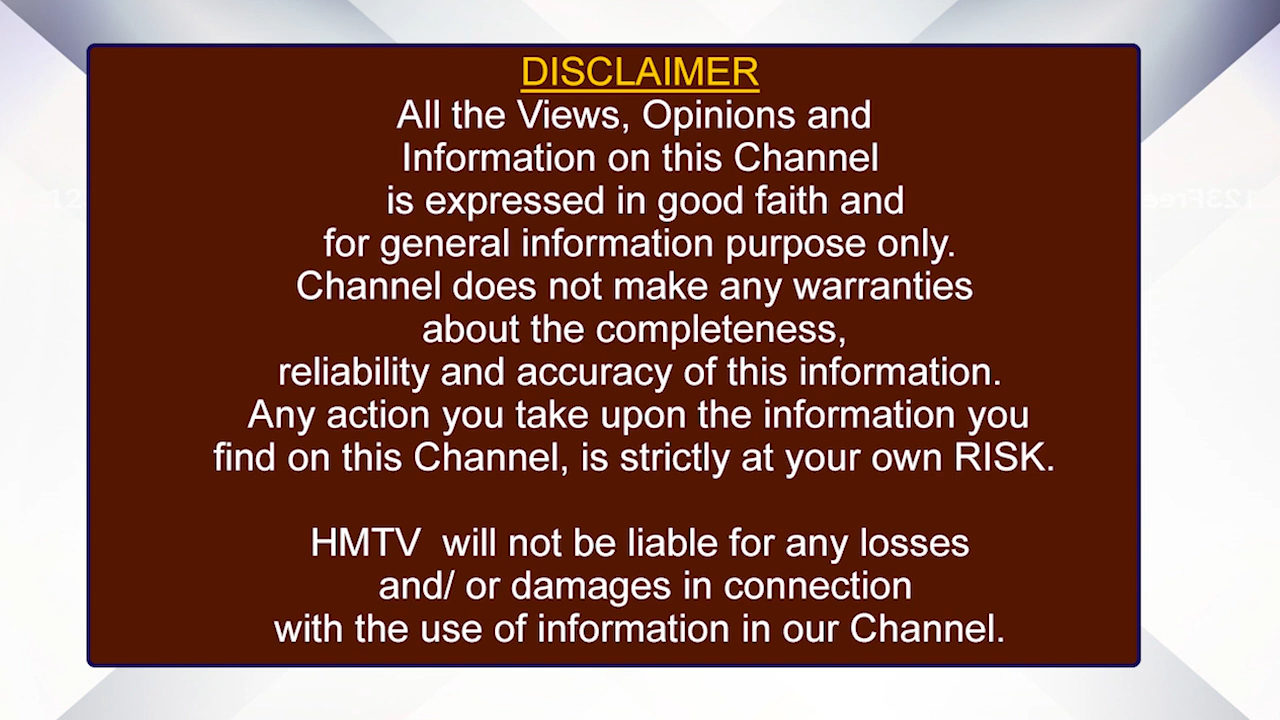 DISCLAIMER
All the Views, Opinions and
Information on this Channel
is expressed in good faith and
for general information purpose only.
Channel does not make any warranties
about the completeness,
reliability and accuracy of this information.
Any action you take upon the information you
find on this Channel, is strictly at your own RISK.
HMTV  will not be liable for any losses
and/ or damages in connection
with the use of information in our Channel.